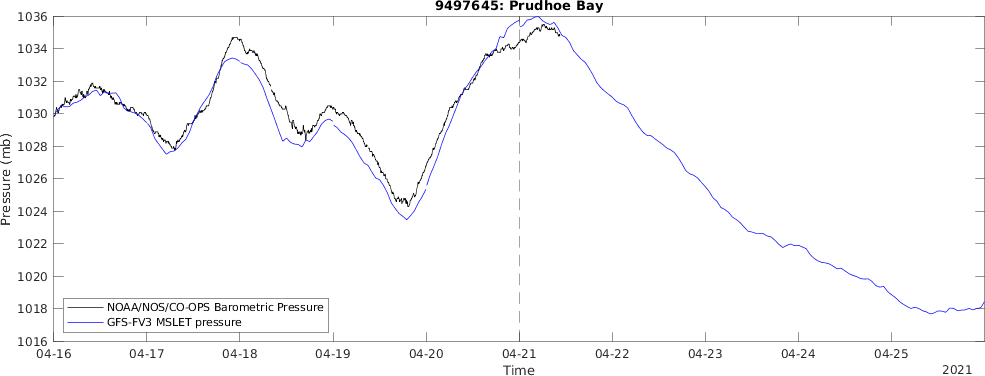 9497645: Prudhoe Bay
1036
1034
1032
1030
1028
1026
1024
1022
1020
1018
1016
Pressure (mb)
NOAA/NOS/CO-OPS Barometric Pressure
GFS-FV3 MSLET pressure
04-16 04-17 04-18 04-19 04-20 04-21 04-22 04-23 04-24 04-25
Time
2021